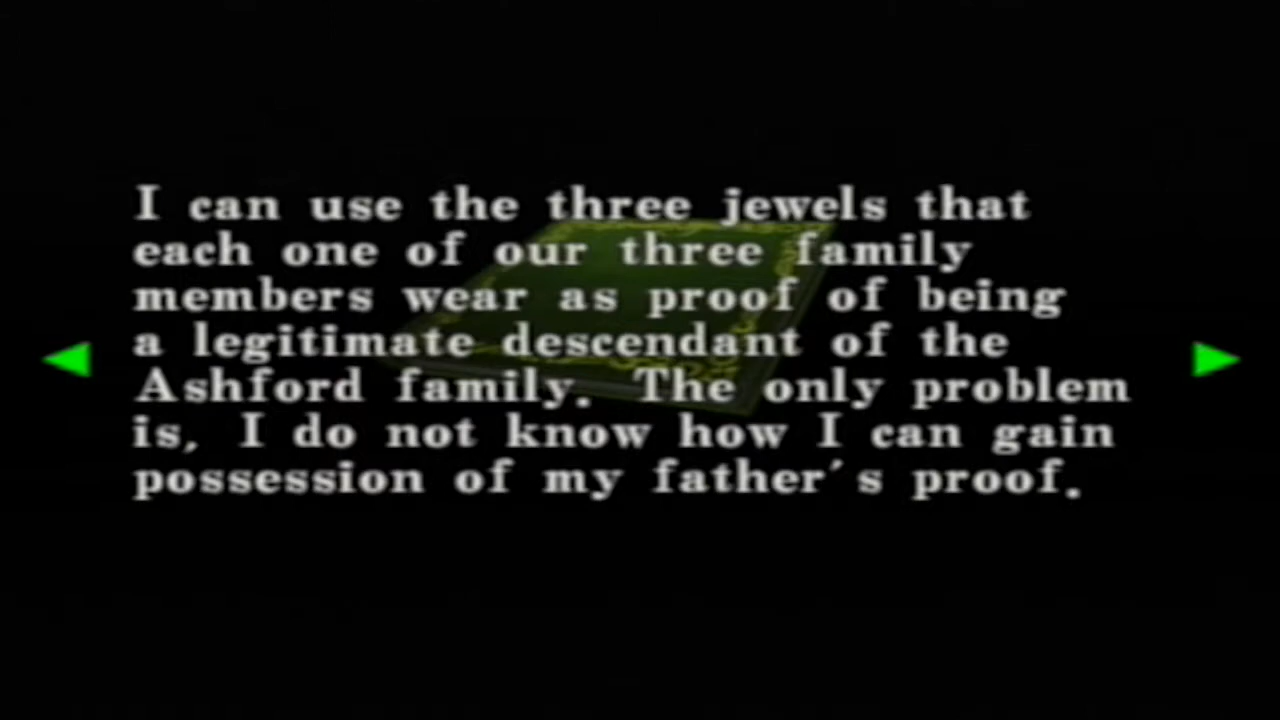 I can use the three jewels that
each one of our three family
members wear as proof of being
a legitimate descendant of the
Ashford family. The only problem
is, I do not know how I can gain
possession of my father's proof.